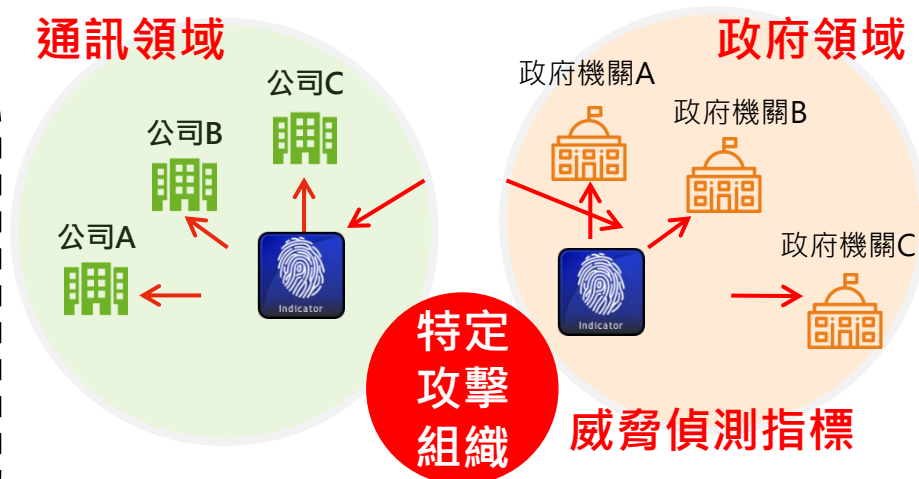 通訊領域
政府領域
公司C
政府機關A
公司B
政府機關B
公司A
政府機關C
Indicator
Indicator
特定
攻擊
組織
威脅偵測指標